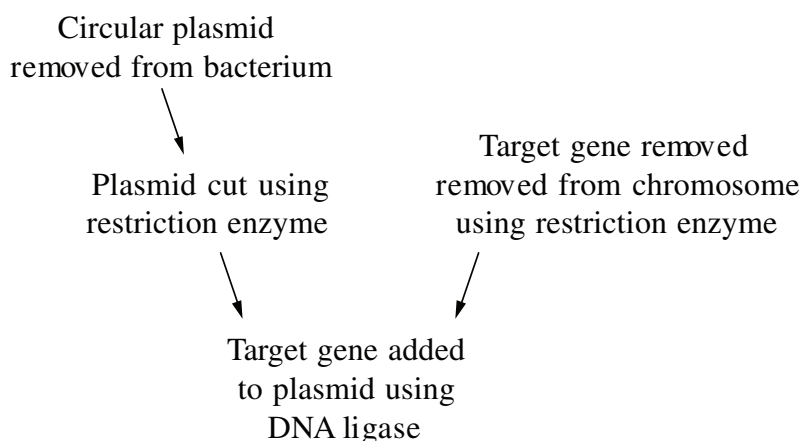 Circular plasmid
removed from bacterium
Plasmid cut using
restriction enzyme
Target gene removed
removed from chromosome
using restriction enzyme
Target gene added
to plasmid using
DNA ligase